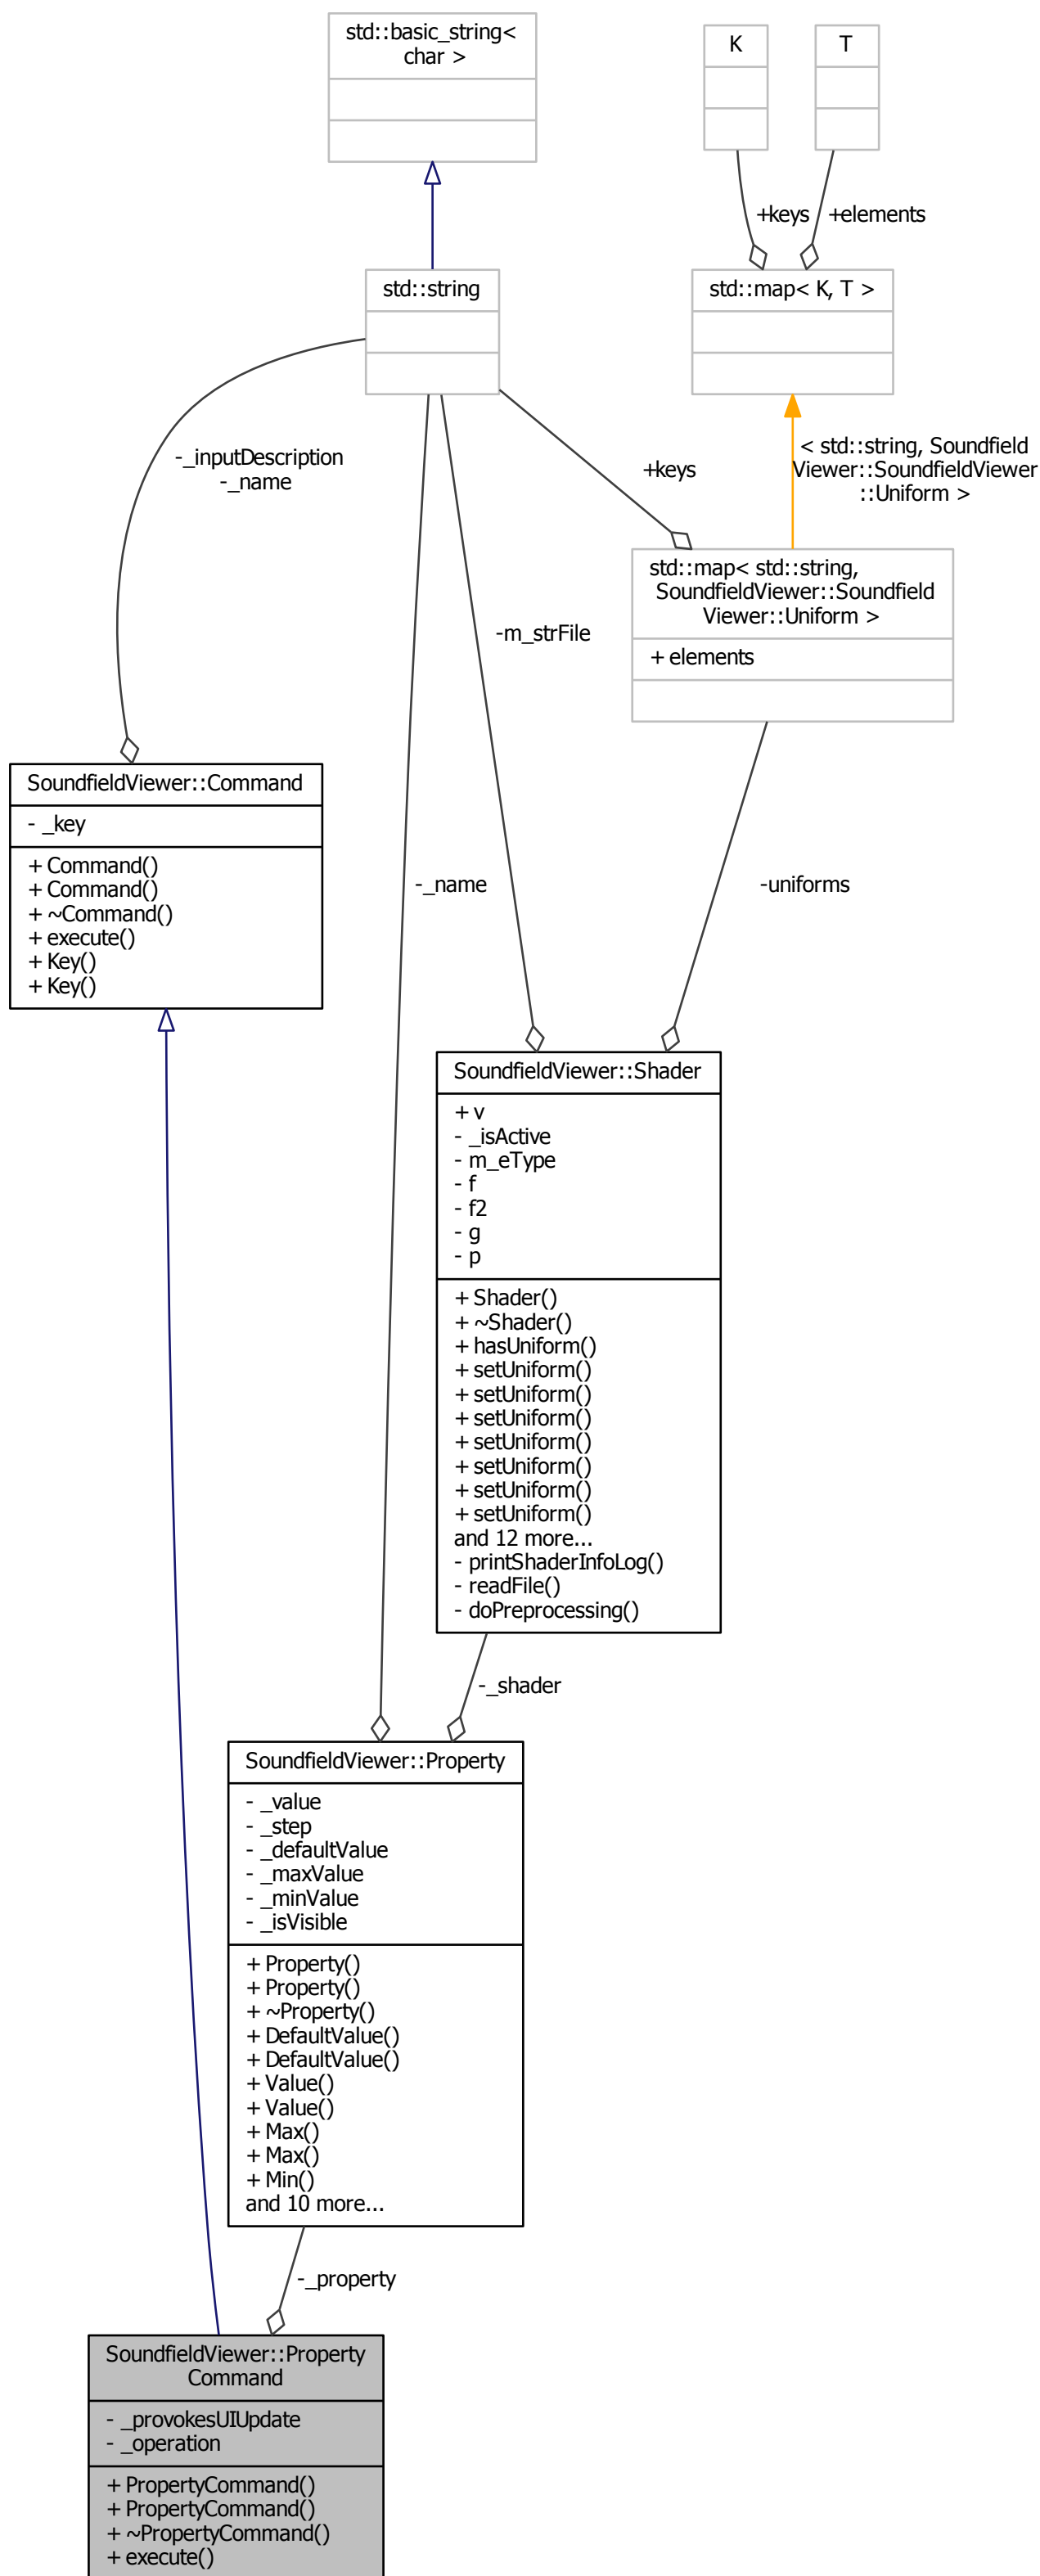 std::basic_string<
char >
K
T
+keys
+elements
std::string
std::map< K, T >
-_inputDescription
-_name
+keys
< std::string, Soundfield
Viewer::SoundfieldViewer
::Uniform >
std::map< std::string,
SoundfieldViewer::Soundfield
Viewer::Uniform >
+ elements
-m_strFile
SoundfieldViewer::Command
- _key
+ Command()
+ Command()
+ ~Command()
+ execute()
+ Key()
+ Key()
-_name
-uniforms
SoundfieldViewer::Shader
+ v
- _isActive
- m_eType
- f
- f2
- g
- p
+ Shader()
+ ~Shader()
+ hasUniform()
+ setUniform()
+ setUniform()
+ setUniform()
+ setUniform()
+ setUniform()
+ setUniform()
+ setUniform()
and 12 more...
- printShaderInfoLog()
- readFile()
- doPreprocessing()
-_shader
SoundfieldViewer::Property
- _value
- _step
- _defaultValue
- _maxValue
- _minValue
- _isVisible
+ Property()
+ Property()
+ ~Property()
+ DefaultValue()
+ DefaultValue()
+ Value()
+ Value()
+ Max()
+ Max()
+ Min()
and 10 more...
-_property
SoundfieldViewer::Property
Command
- _provokesUIUpdate
- _operation
+ PropertyCommand()
+ PropertyCommand()
+ ~PropertyCommand()
+ execute()